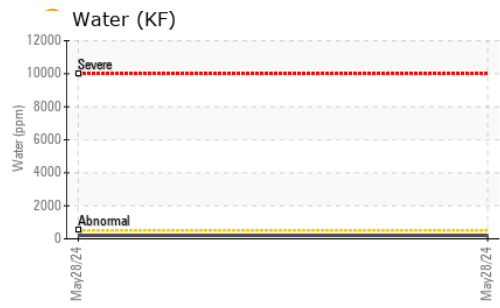 Water (KF)
12000
10000
8000
6000
4000
2000
0
Water (ppm)
Severe
Abnormal
May28/24
May28/24